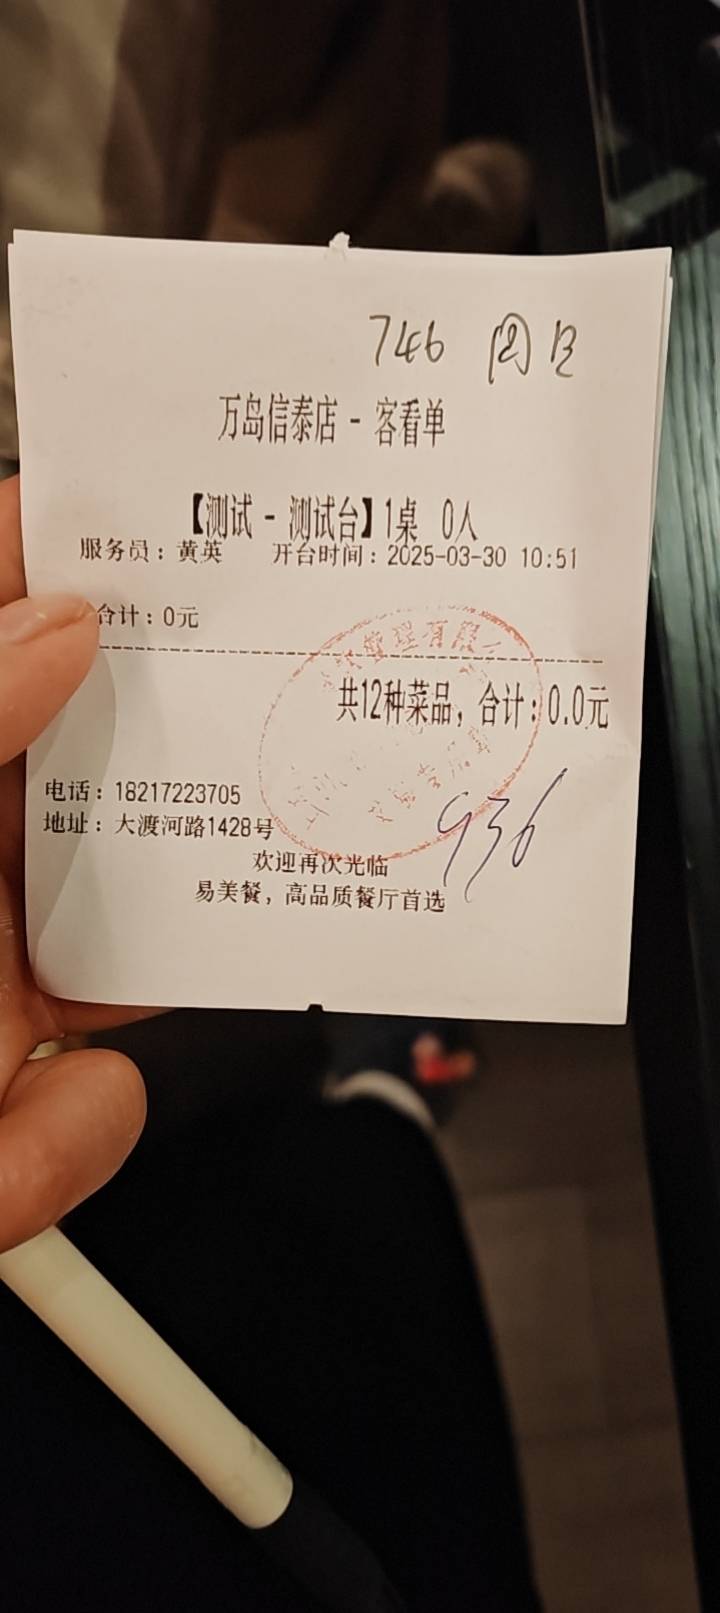 746
万岛信泰店 - 客看单
【测试 - 测试台】1桌 0人
服务员：黄英 开台时间：2025-03-30 10:51
合计：0元
管理有限
共12种菜品，合计：0.0元
电话：18217223705
地址：大渡河路1428号
936
欢迎再次光临
易美餐，高品质餐厅首选